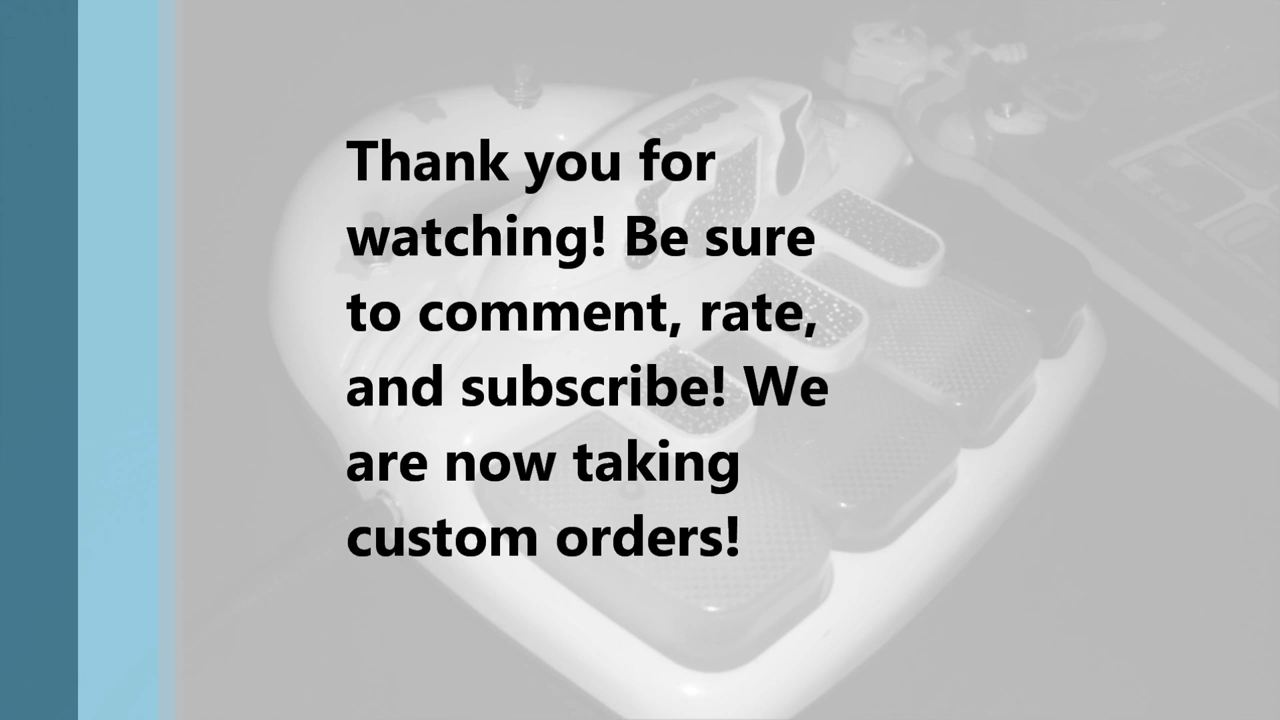 Thank you for
watching! Be sure
to comment, rate,
and subscribe! We
are now taking
custom orders!